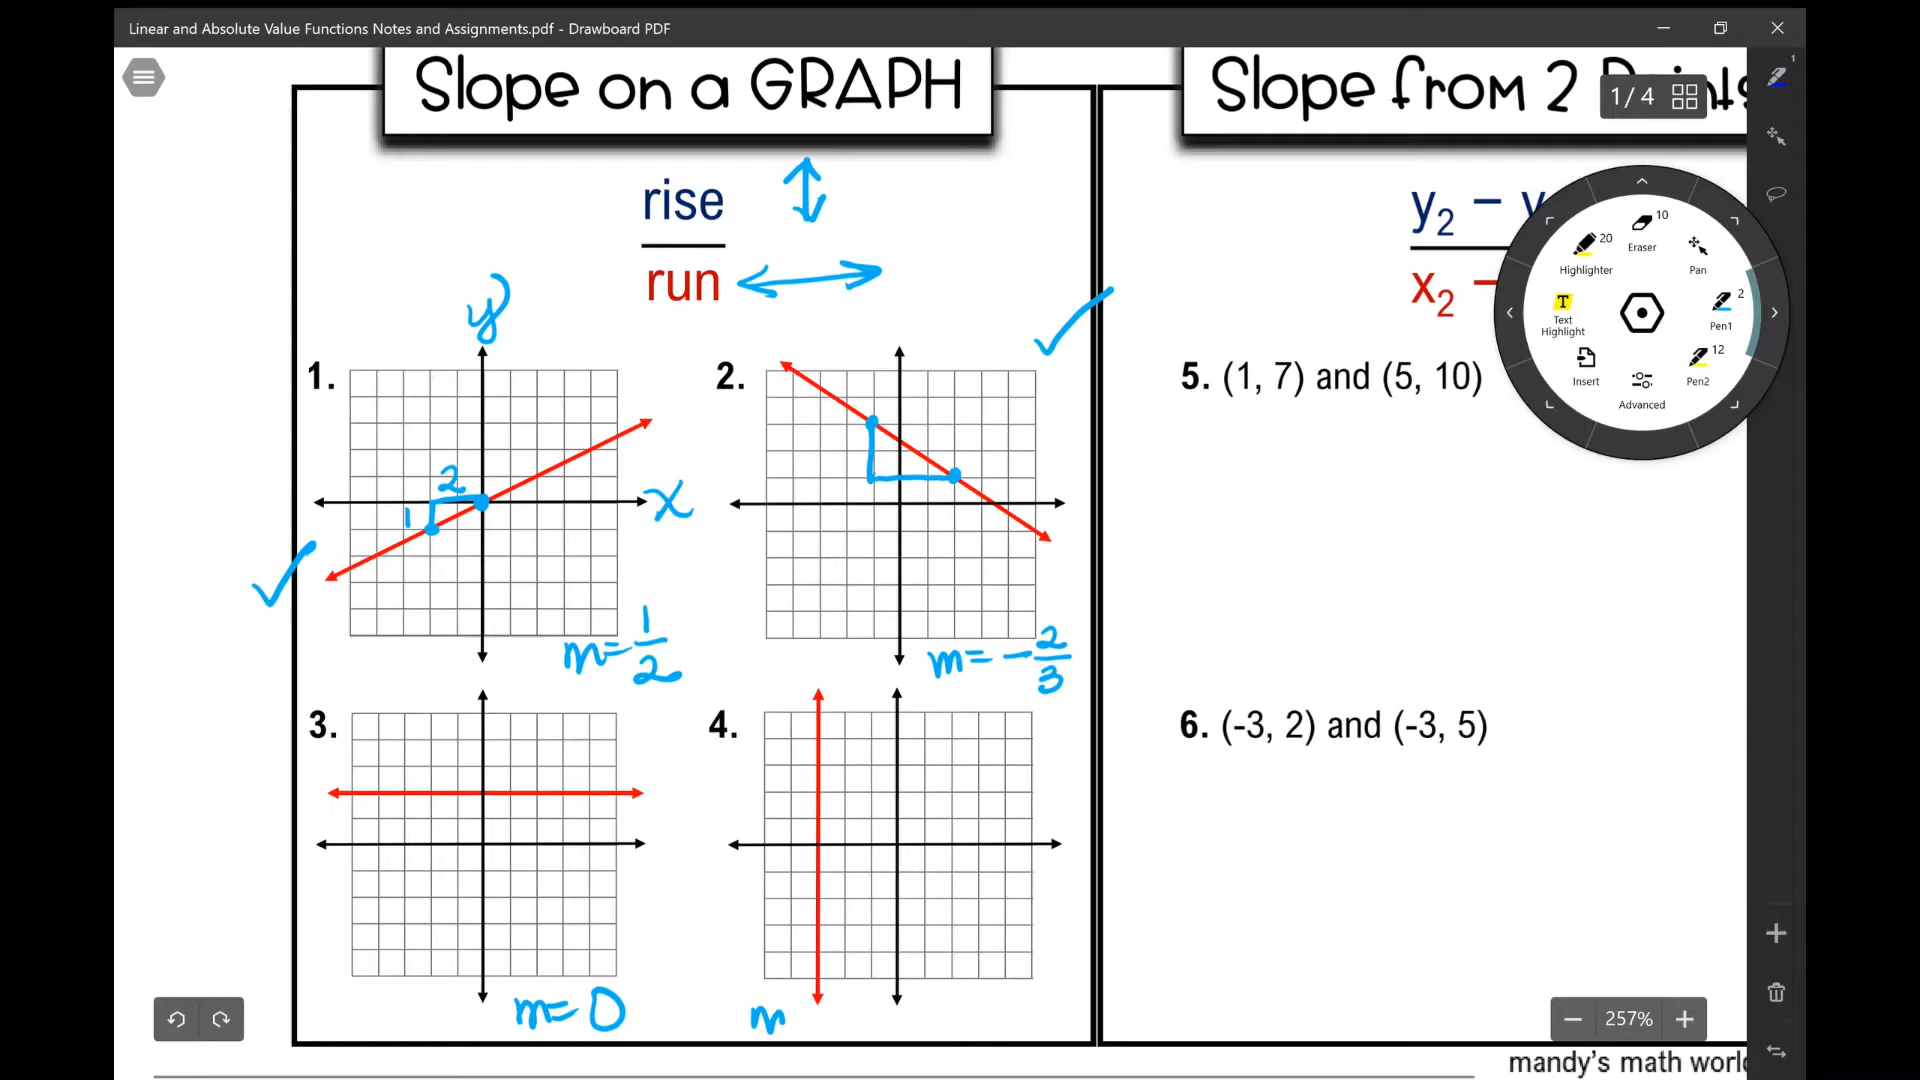 Linear and Absolute Value Functions Notes and Assignments.pdf - Drawboard PDF
Slope on a GRAPH
Slope from 2
1 / 4
rise
run
y
x
1.
2
1
m = 1/2
2.
m = - 2/3
3.
m = 0
4.
m
y₂ −
x₂ −
5. (1, 7) and (5, 10)
6. (-3, 2) and (-3, 5)
10
Eraser
20
Highlighter
Pan
T
Text
Highlight
2
Pen1
Insert
12
Pen2
Advanced
1
257%
mandy's math